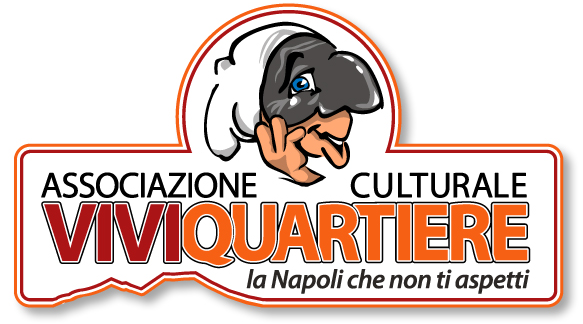 ASSOCIAZIONE CULTURALE
VIVIQUARTIERE
la Napoli che non ti aspetti